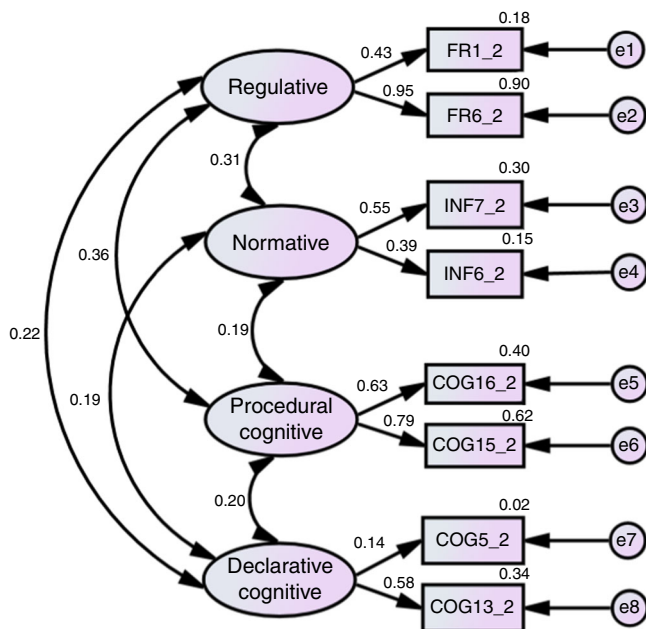 0.18
0.43
FR1_2
e1
Regulative
0.95
0.90
FR6_2
e2
0.31
0.30
0.55
INF7_2
e3
Normative
0.39
0.15
INF6_2
e4
0.36
0.22
0.19
0.19
0.40
0.63
COG16_2
e5
Procedural
cognitive
0.79
0.62
COG15_2
e6
0.20
0.02
0.14
COG5_2
e7
Declarative
cognitive
0.58
0.34
COG13_2
e8